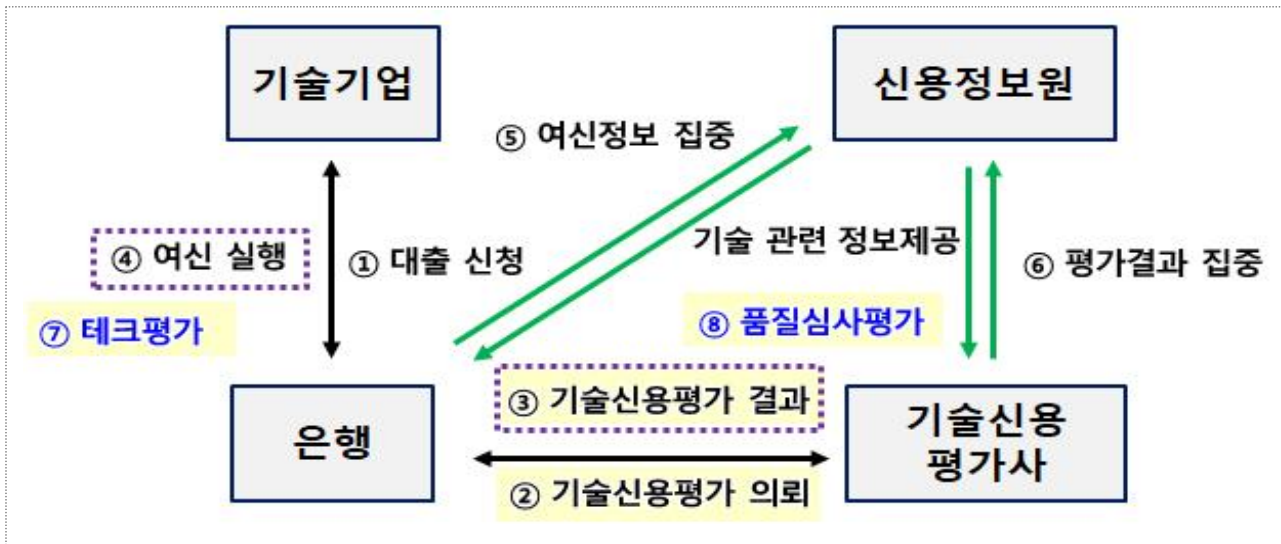 기술기업
신용정보원
⑤ 여신정보 집중
④ 여신 실행
① 대출 신청
기술 관련 정보제공
⑥ 평가결과 집중
⑦ 테크평가
⑧ 품질심사평가
은행
③ 기술신용평가 결과
② 기술신용평가 의뢰
기술신용
평가사